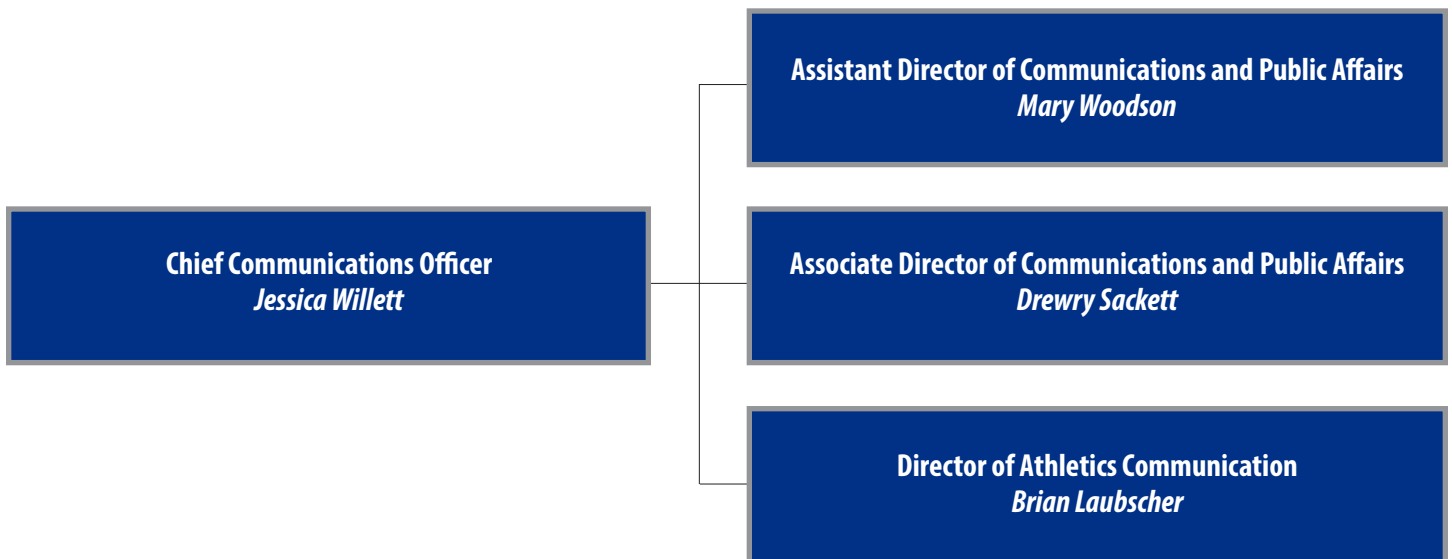 Assistant Director of Communications and Public Affairs
Mary Woodson
Chief Communications Officer
Jessica Willett
Associate Director of Communications and Public Affairs
Drewry Sackett
Director of Athletics Communication
Brian Laubscher